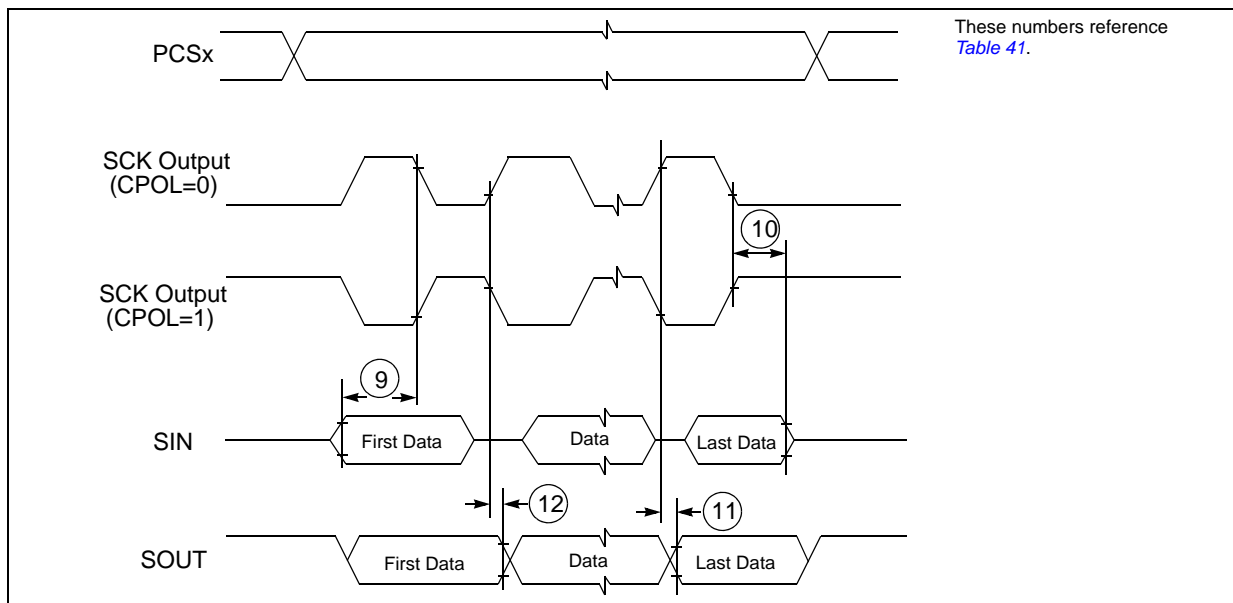 These numbers reference
Table 41.
PCSx
SCK Output
(CPOL=0)
10
SCK Output
(CPOL=1)
9
SIN
First Data
Data
Last Data
12
11
SOUT
First Data
Data
Last Data